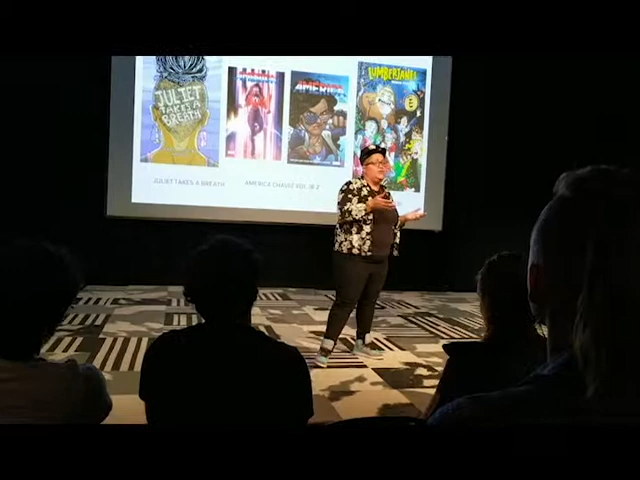 JULIET
TAKES A
BREATH
AMERICA
LUMBERJANES
JULIET TAKES A BREATH
AMERICA CHAVEZ VOL. 1& 2